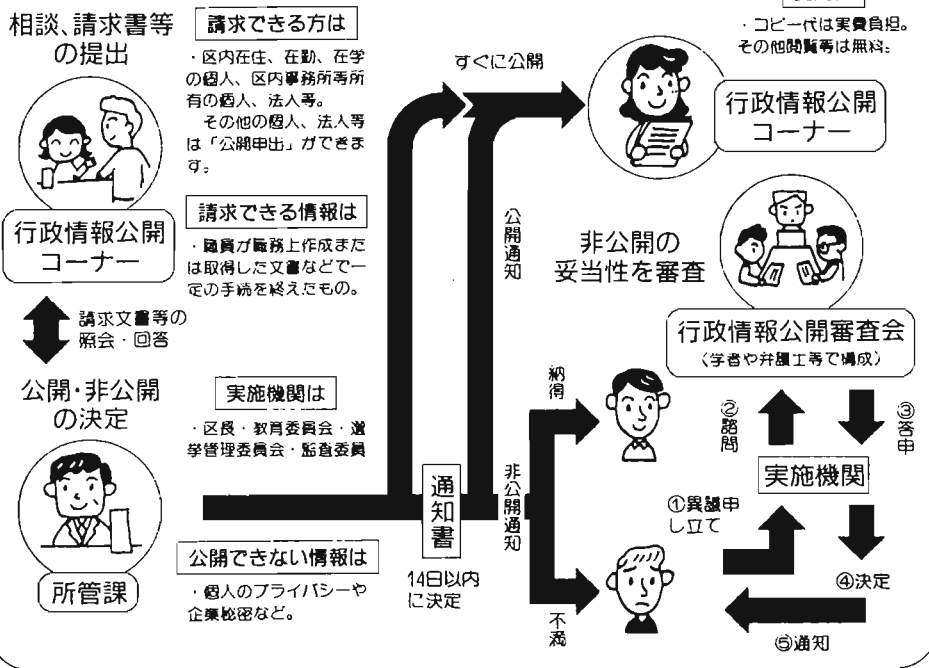 相談、請求書等
の提出
行政情報公開
コーナー
請求文書等の
照会・回答
公開・非公開
の決定
所管課
請求できる方は
・区内在住、在勤、在学
の個人、区内事務所等所
有の個人、法人等。
その他の個人、法人等
は「公開申出」ができま
す。
請求できる情報は
・職員が職務上作成また
は取得した文書などで一
定の手続を終えたもの。
実施機関は
・区長・教育委員会・選
挙管理委員会・監査委員
公開できない情報は
・個人のプライバシーや
企業秘密など。
通知書
14日以内
に決定
すぐに公開
公開通知
非公開通知
納得
不満
・コピー代は実費負担。
その他閲覧等は無料。
行政情報公開
コーナー
非公開の
妥当性を審査
行政情報公開審査会
（学者や弁護士等で構成）
②諮問
③答申
実施機関
①異議申
し立て
④決定
⑤通知